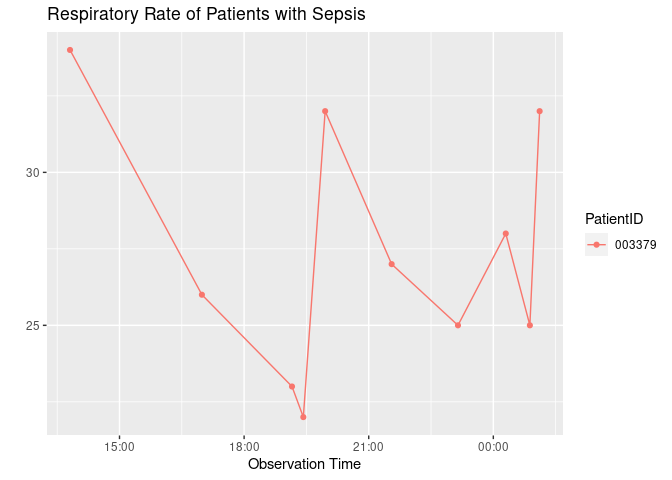 Respiratory Rate of Patients with Sepsis
30
25
15:00 18:00 21:00 00:00
Observation Time
PatientID
003379